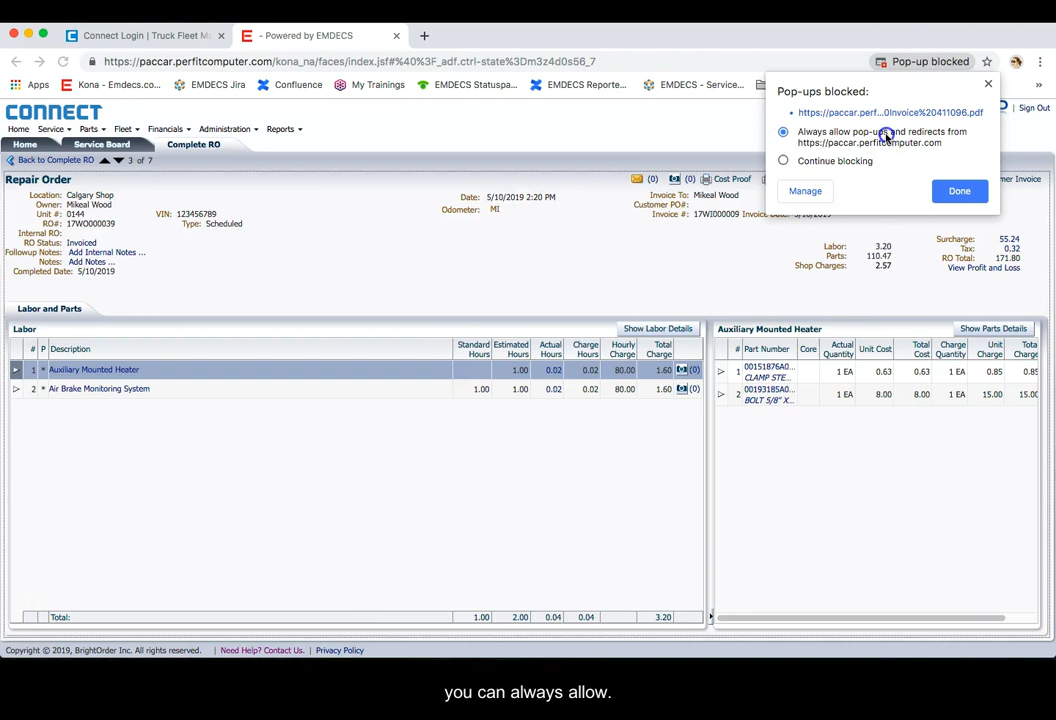 Connect Login | Truck Fleet M
- Powered by EMDECS
https://paccar.perfitcomputer.com/kona_na/faces/index.jsf#%40%3F_adf.ctrl-state%3Dm3z4d0s56_7
Pop-up blocked
Apps
Kona - Emdecs.co...
EMDECS Jira
Confluence
My Trainings
EMDECS Statuspa...
EMDECS Reporte...
EMDECS - Service...
»
Pop-ups blocked:
• https://paccar.perf...0Invoice%20411096.pdf
Always allow pop-ups and redirects from
https://paccar.perfitcomputer.com
Continue blocking
Manage
Done
CONNECT
Sign Out
Home Service Parts Fleet Financials Administration Reports
Home
Service Board
Complete RO
Back to Complete RO
3 of 7
Repair Order
(0)
(0)
Cost Proof
mer Invoice
Location: Calgary Shop
Owner: Mikeal Wood
Unit #: 0144
VIN: 123456789
RO#: 17WO000039
Type: Scheduled
Internal RO:
RO Status: Invoiced
Followup Notes: Add Internal Notes ...
Notes: Add Notes ...
Completed Date: 5/10/2019
Date: 5/10/2019 2:20 PM
Odometer: MI
Invoice To: Mikeal Wood
Customer PO#:
Invoice #: 17WI000009
Labor: 3.20
Parts: 110.47
Shop Charges: 2.57
Surcharge: 55.24
Tax: 0.32
RO Total: 171.80
View Profit and Loss
Labor and Parts
Labor
Show Labor Details
# P Description Standard Hours Estimated Hours Actual Hours Charge Hours Hourly Charge Total Charge
1 * Auxiliary Mounted Heater 1.00 0.02 0.02 80.00 1.60 (0)
2 * Air Brake Monitoring System 1.00 1.00 0.02 0.02 80.00 1.60 (0)
Total: 1.00 2.00 0.04 0.04 3.20
Auxiliary Mounted Heater
Show Parts Details
# Part Number Core Actual Quantity Unit Cost Total Cost Charge Quantity Unit Charge Tota Charge
1 00151876A0... 1 EA 0.63 0.63 1 EA 0.85 0.85
CLAMP STE...
2 00193185A0... 1 EA 8.00 8.00 1 EA 15.00 15.00
BOLT 5/8" X...
Copyright © 2019, BrightOrder Inc. All rights reserved. | Need Help? Contact Us. | Privacy Policy
you can always allow.